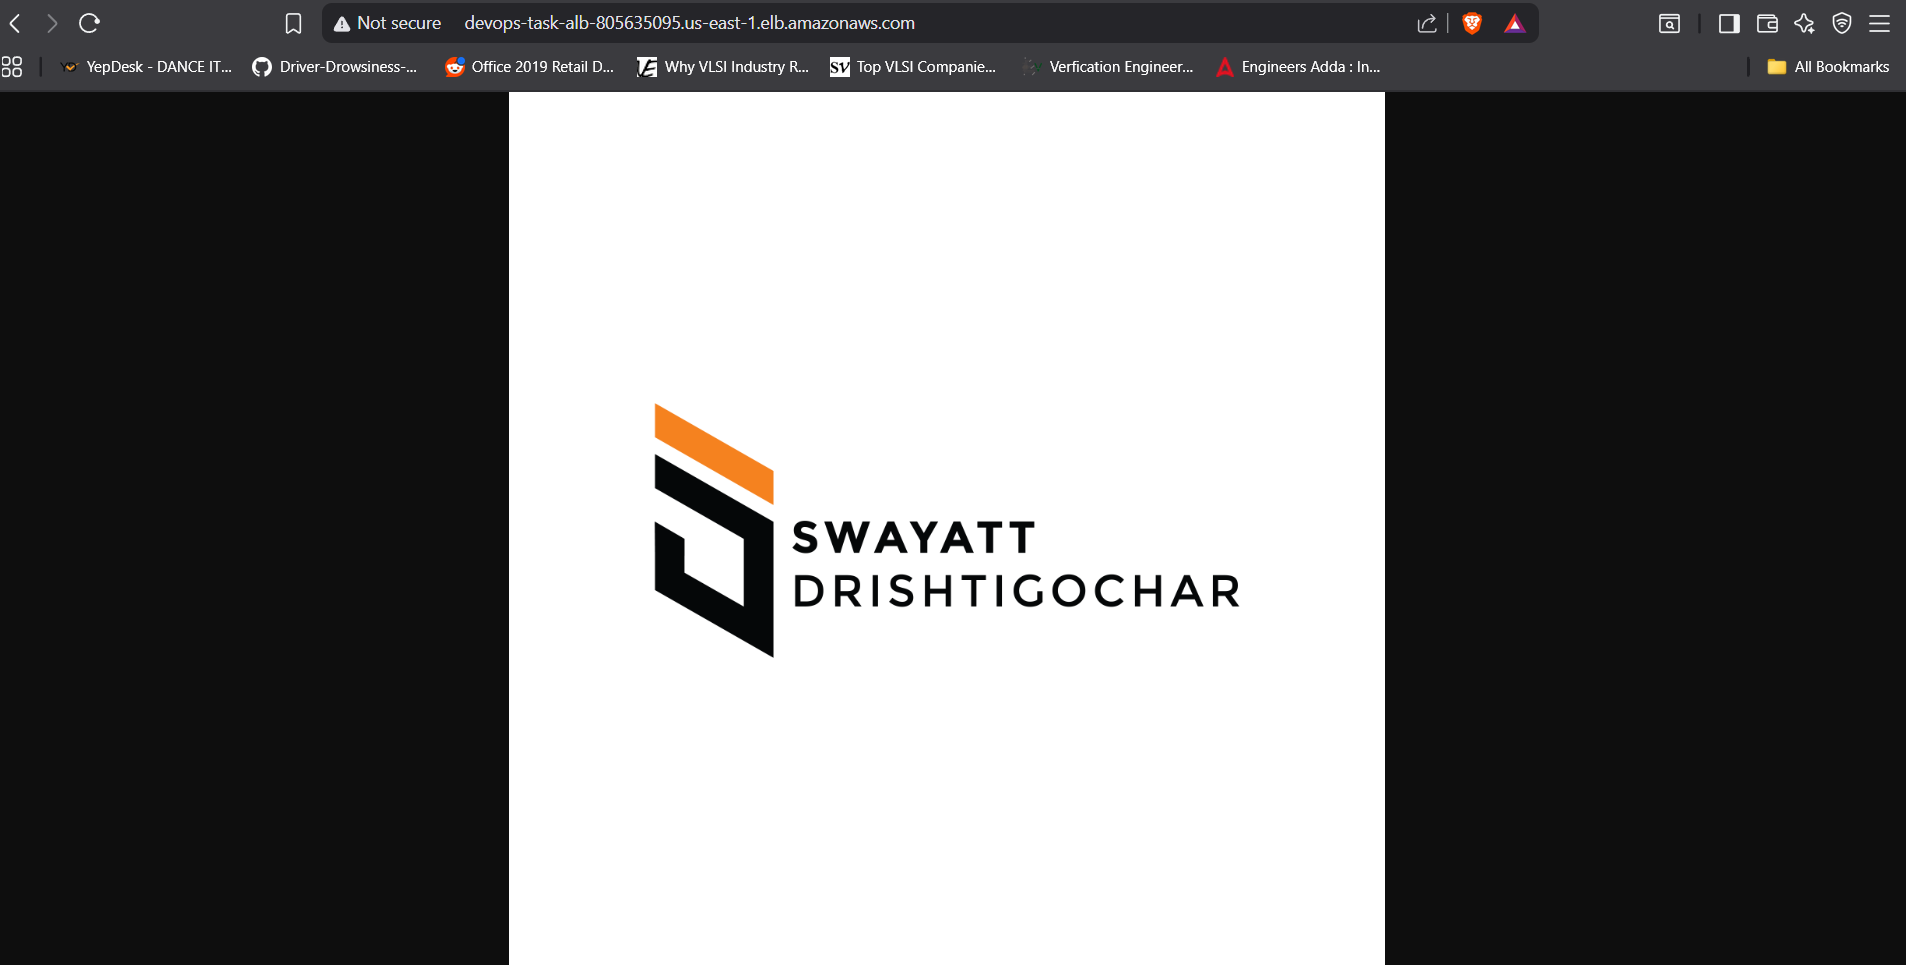 Not secure devops-task-alb-805635095.us-east-1.elb.amazonaws.com
YepDesk - DANCE IT... Driver-Drowsiness-... Office 2019 Retail D... Why VLSI Industry R... SV Top VLSI Companie... Verfication Engineer... Engineers Adda : In... All Bookmarks
SWAYATT
DRISHTIGOCHAR